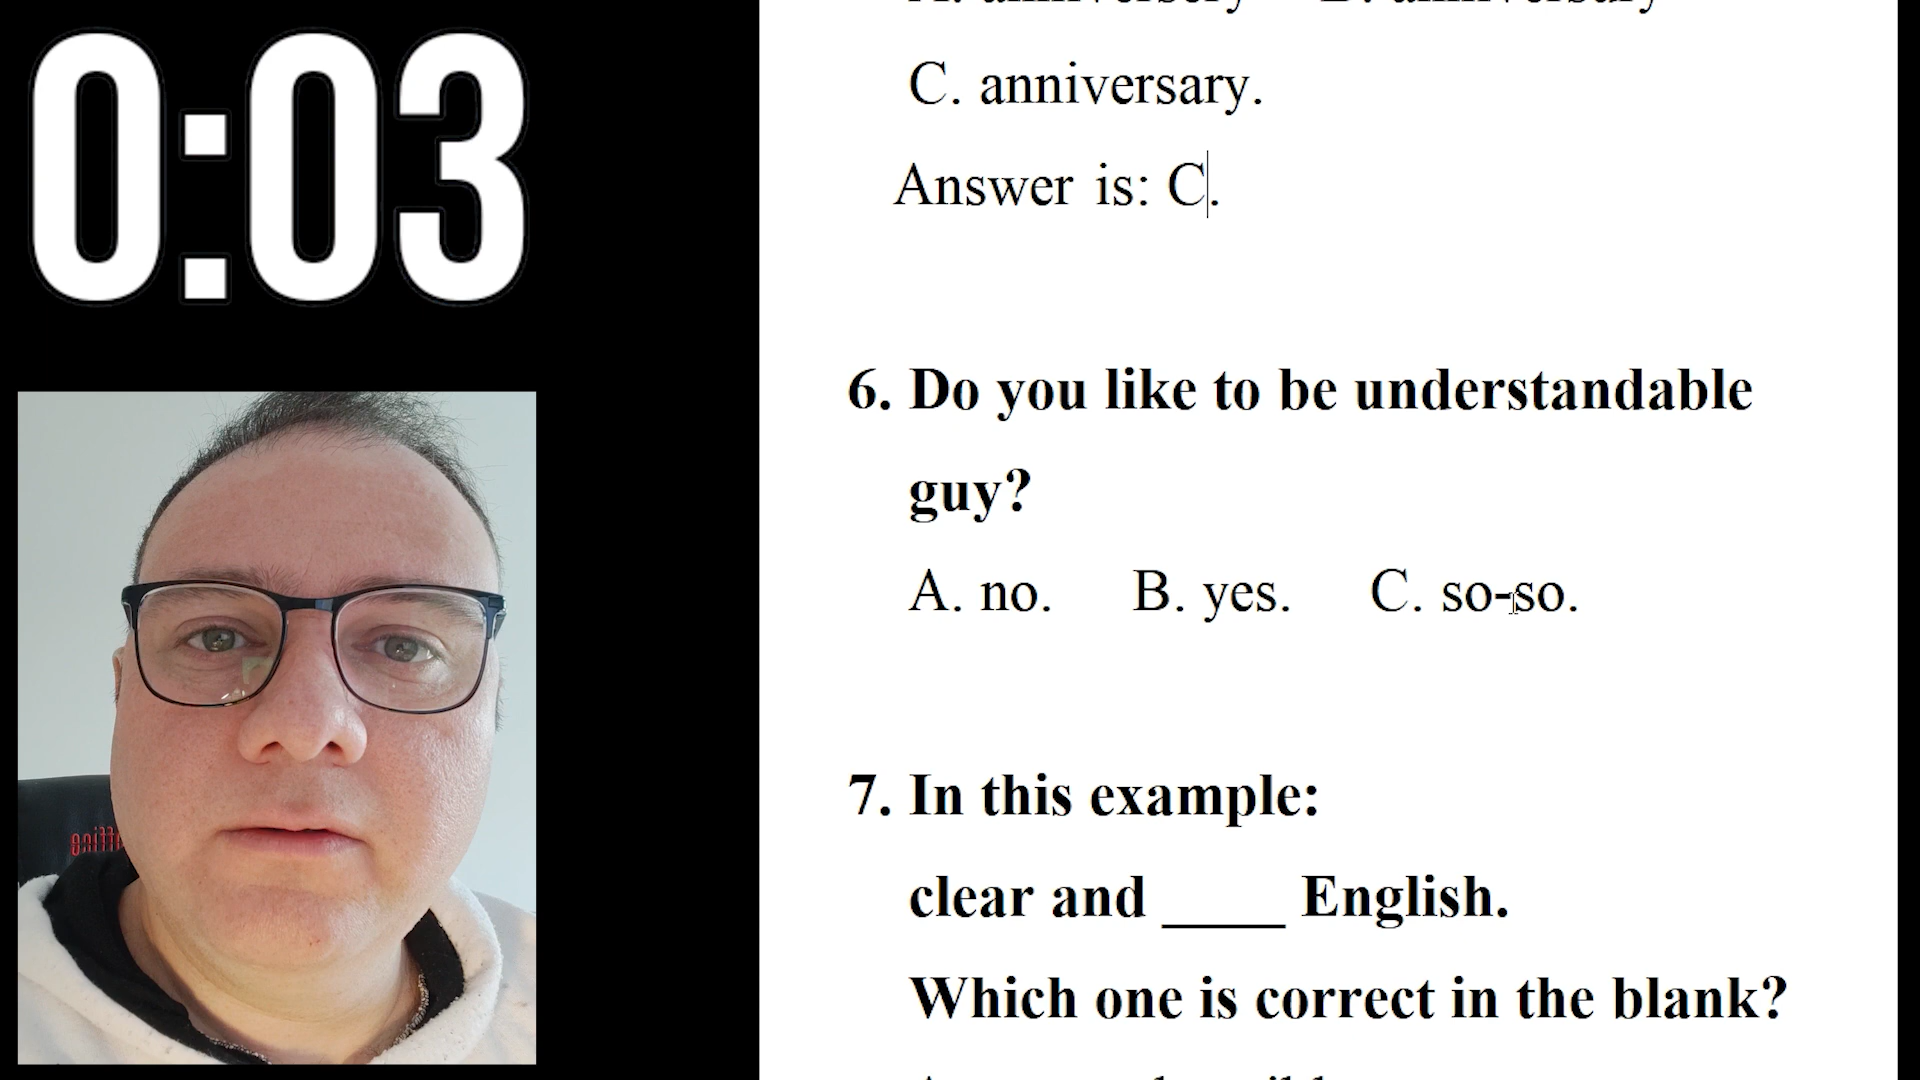 0:03
C. anniversary.
Answer is: C.
6. Do you like to be understandable
guy?
A. no. B. yes. C. so-so.
7. In this example:
clear and ____ English.
Which one is correct in the blank?